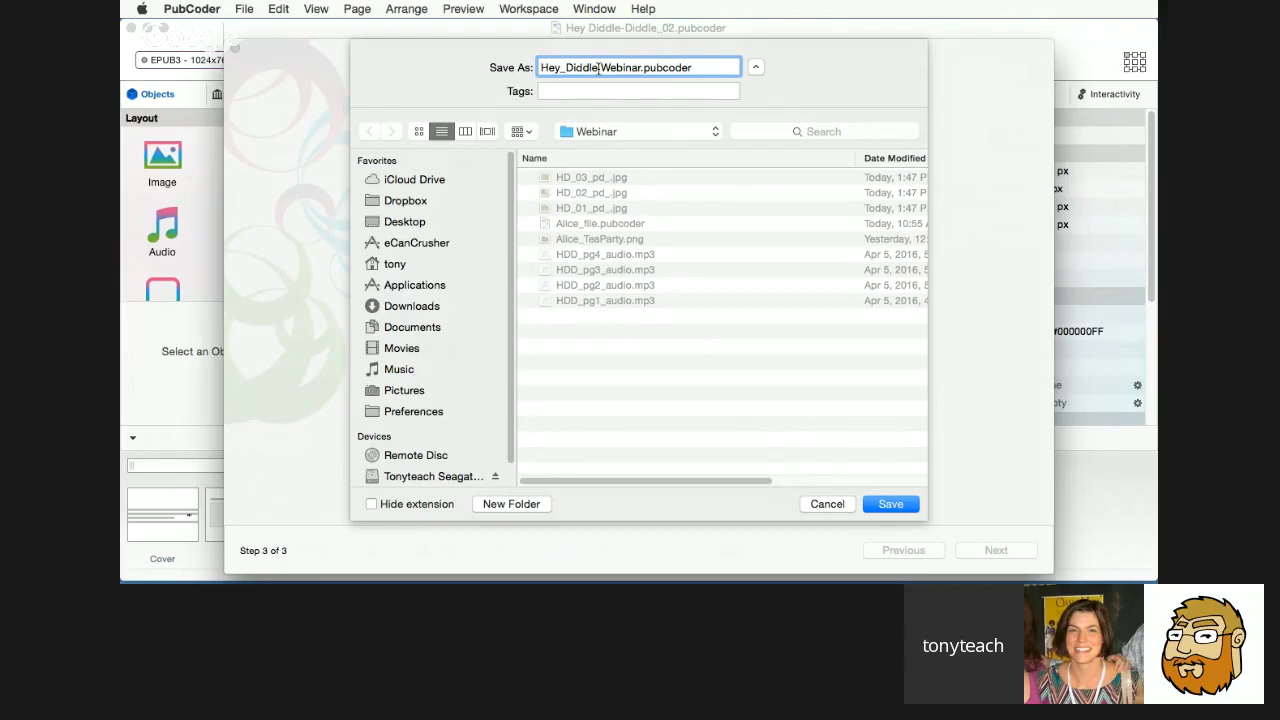 PubCoder File Edit View Page Arrange Preview Workspace Window Help
Hey Diddle-Diddle_02.pubcoder
EPUB3 - 1024x76
Google
Save As: Hey_Diddle-Webinar.pubcoder
Tags:
Objects
Interactivity
Layout
Image
Audio
Webinar
Search
Favorites
iCloud Drive
Dropbox
Desktop
eCanCrusher
tony
Applications
Downloads
Documents
Movies
Music
Pictures
Preferences
Devices
Remote Disc
Tonyteach Seagat...
Name Date Modified
HD_03_pd_.jpg Today, 1:47 P
HD_02_pd_.jpg Today, 1:47 P
HD_01_pd_.jpg Today, 1:47 P
Alice_file.pubcoder Today, 10:55
Alice_TeaParty.png Yesterday, 12:
HDD_pg4_audio.mp3 Apr 5, 2016, 5
HDD_pg3_audio.mp3 Apr 5, 2016, 5
HDD_pg2_audio.mp3 Apr 5, 2016, 5
HDD_pg1_audio.mp3 Apr 5, 2016, 4
px
px
px
px
#000000FF
Select an Ob
Hide extension New Folder Cancel Save
Cover
Step 3 of 3 Previous Next
tonyteach